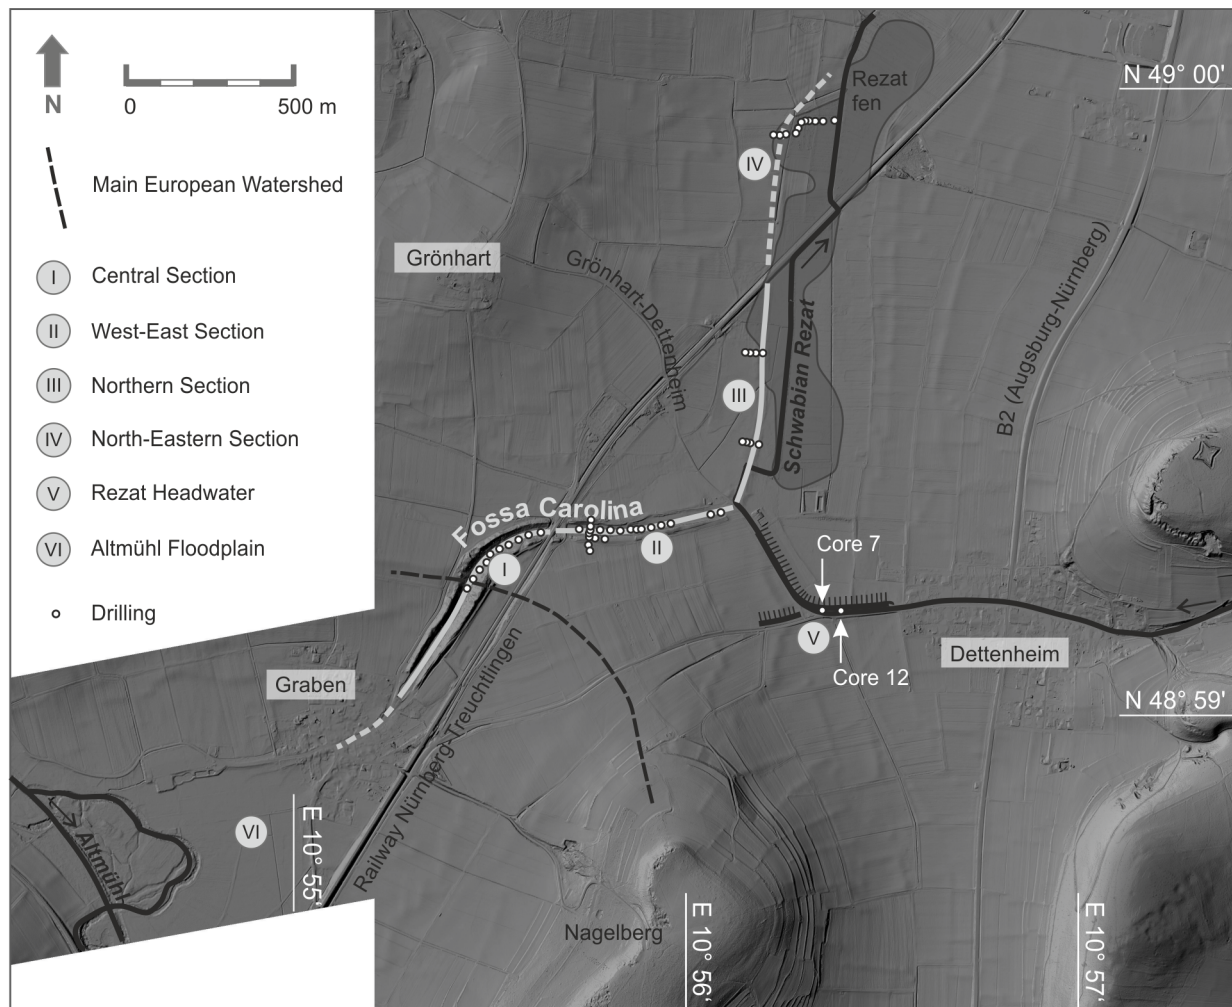 N
0 500 m
Main European Watershed
I Central Section
II West-East Section
III Northern Section
IV North-Eastern Section
V Rezat Headwater
VI Altmühl Floodplain
Drilling
N 49° 00'
Rezat
fen
IV
Grönhart
Grönhart-Dettenheim
B2 (Augsburg-Nürnberg)
Schwabian Rezat
III
Fossa Carolina
II
I
Core 7
V
Core 12
Dettenheim
Graben
N 48° 59'
Railway Nürnberg-Treuchtlingen
VI
Altmühl
E 10° 55'
Nagelberg
E 10° 56'
E 10° 57'